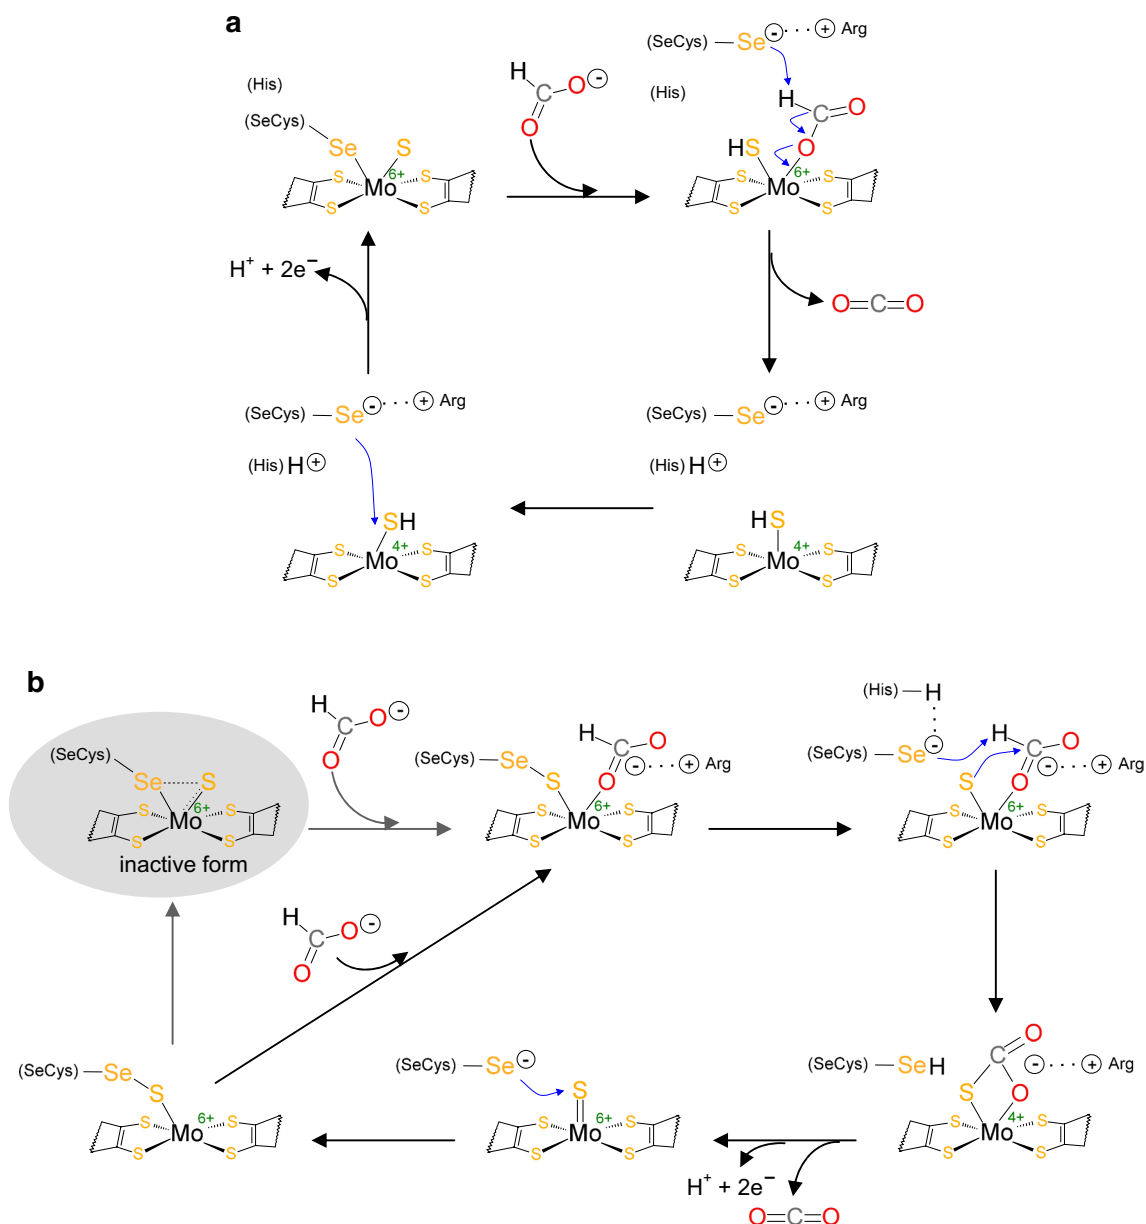 a
(His)
(SeCys)
Se S
6+
S Mo S
S S
H C O -
O
(SeCys) Se - · · · + Arg
(His)
H C O
HS O
6+
S Mo S
S S
H⁺ + 2e⁻
O=C=O
(SeCys) Se - · · · + Arg
(His) H +
SH
4+
S Mo S
S S
(SeCys) Se - · · · + Arg
(His) H +
HS
4+
S Mo S
S S
b
(SeCys)
Se S
6+
S Mo S
S S
inactive form
H C O -
O
(SeCys) Se S
H C O
O - · · · + Arg
6+
S Mo S
S S
(His) H
(SeCys) Se -
H C O
S O - · · · + Arg
6+
S Mo S
S S
H C O -
O
(SeCys) Se S
6+
S Mo S
S S
(SeCys) Se -
S
6+
S Mo S
S S
(SeCys) SeH
C O
S O - · · · + Arg
4+
S Mo S
S S
H⁺ + 2e⁻
O=C=O